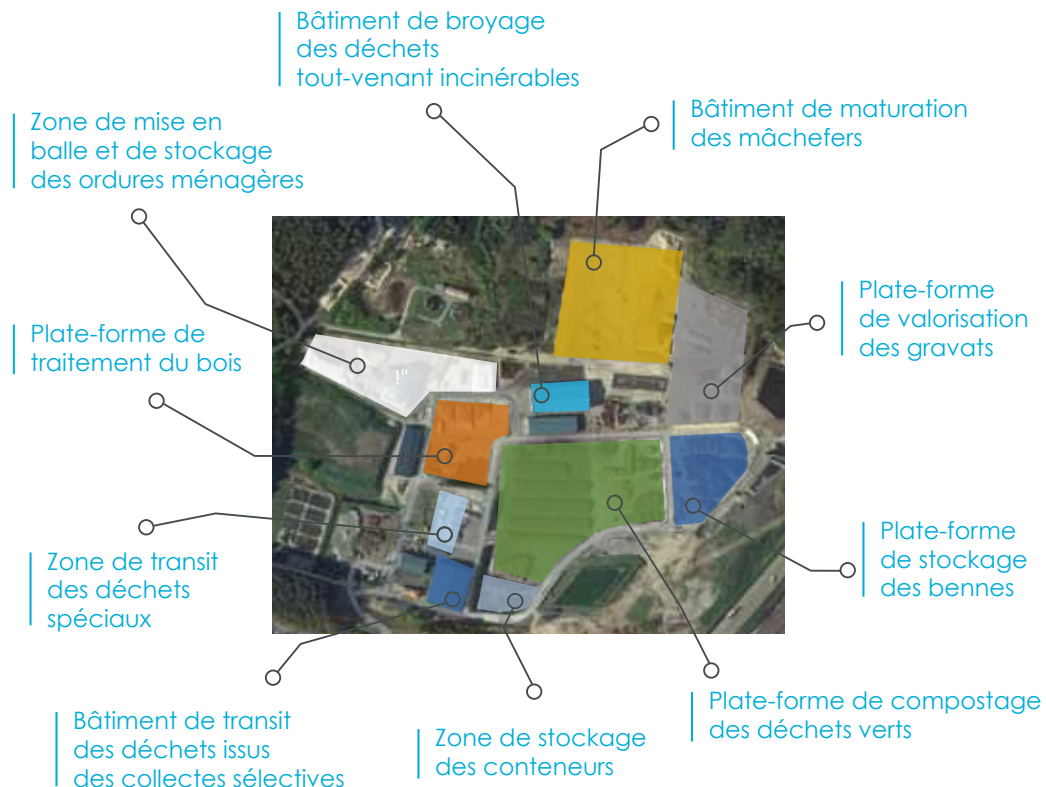 Bâtiment de broyage
des déchets
tout-venant incinérables
Bâtiment de maturation
des mâchefers
Zone de mise en
balle et de stockage
des ordures ménagères
Plate-forme
de valorisation
des gravats
Plate-forme de
traitement du bois
!"
Plate-forme
de stockage
des bennes
Zone de transit
des déchets
spéciaux
Plate-forme de compostage
des déchets verts
Bâtiment de transit
des déchets issus
des collectes sélectives
Zone de stockage
des conteneurs